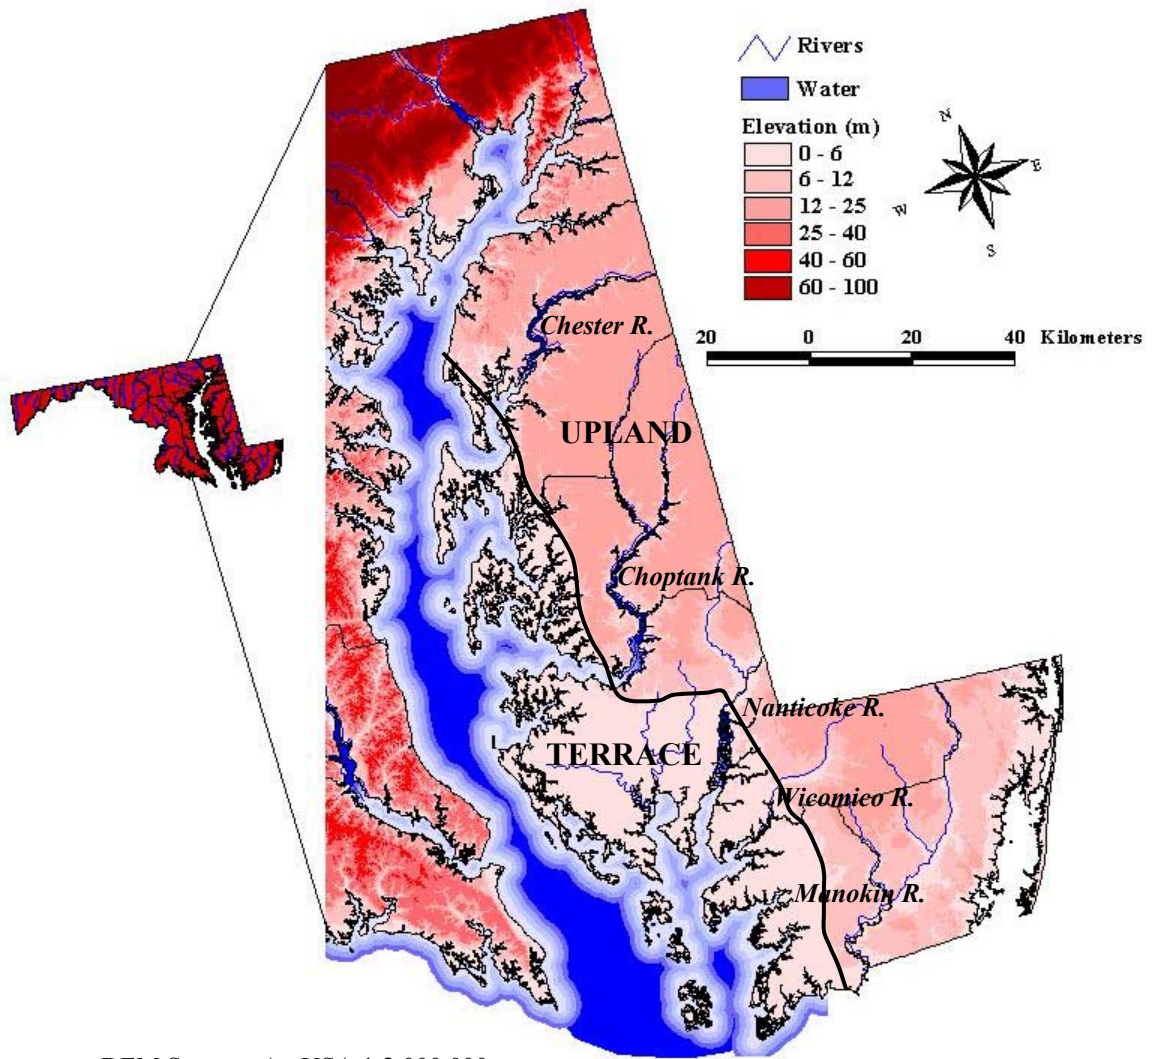 Rivers
Water
Elevation (m)
0 - 6
6 - 12
12 - 25
25 - 40
40 - 60
60 - 100
N
E
W
S
20 0 20 40 Kilometers
Chester R.
UPLAND
Choptank R.
Nanticoke R.
TERRACE
Wicomico R.
Manokin R.